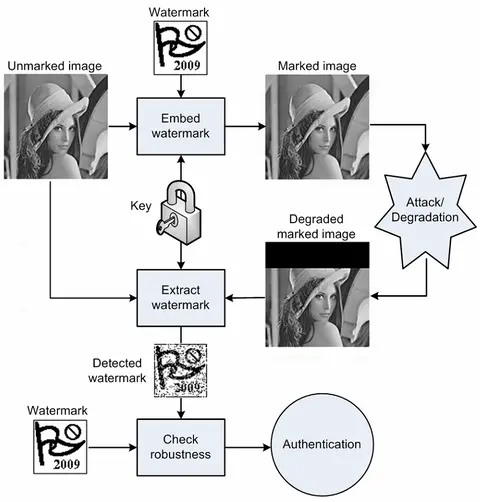 Watermark
2009
Unmarked image
Marked image
Embed
watermark
Key
Attack/
Degradation
Degraded
marked image
Extract
watermark
Detected
watermark
2009
Watermark
2009
Check
robustness
Authentication